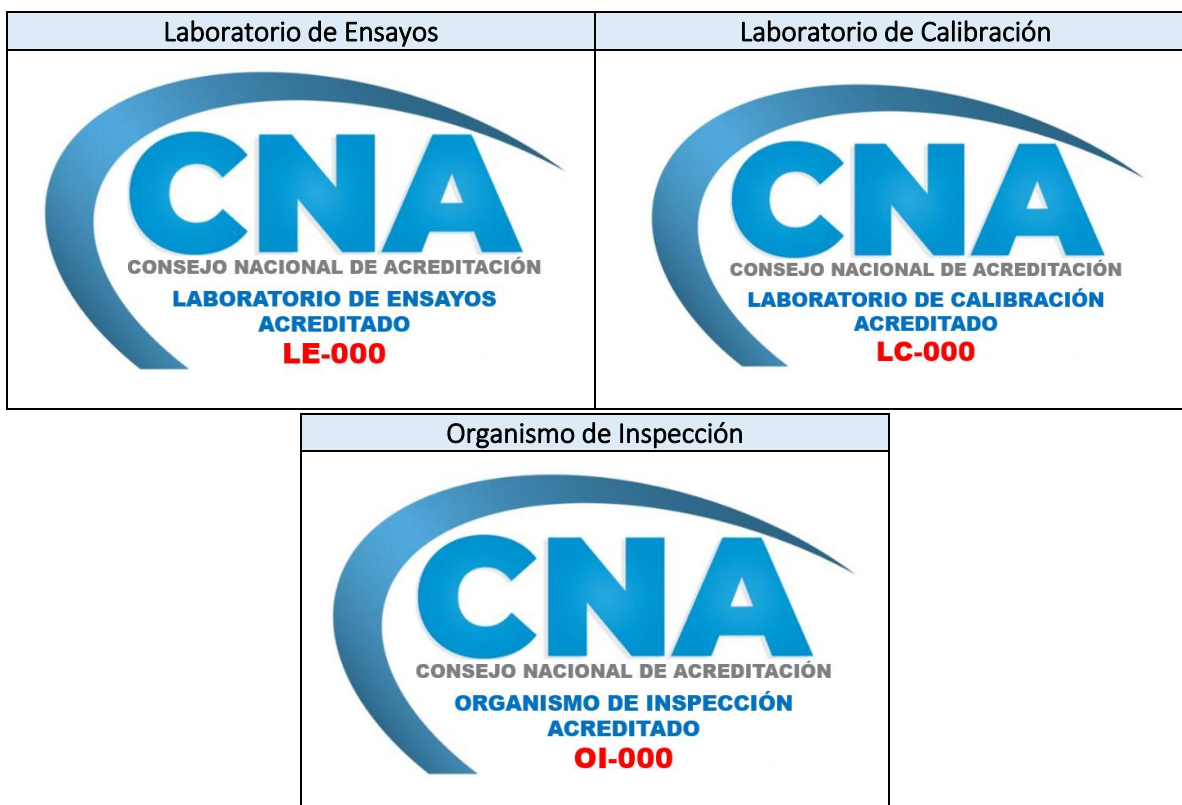 Laboratorio de Ensayos
Laboratorio de Calibración
CNA
CONSEJO NACIONAL DE ACREDITACIÓN
LABORATORIO DE ENSAYOS
ACREDITADO
LE-000
CNA
CONSEJO NACIONAL DE ACREDITACIÓN
LABORATORIO DE CALIBRACIÓN
ACREDITADO
LC-000
Organismo de Inspección
CNA
CONSEJO NACIONAL DE ACREDITACIÓN
ORGANISMO DE INSPECCIÓN
ACREDITADO
OI-000